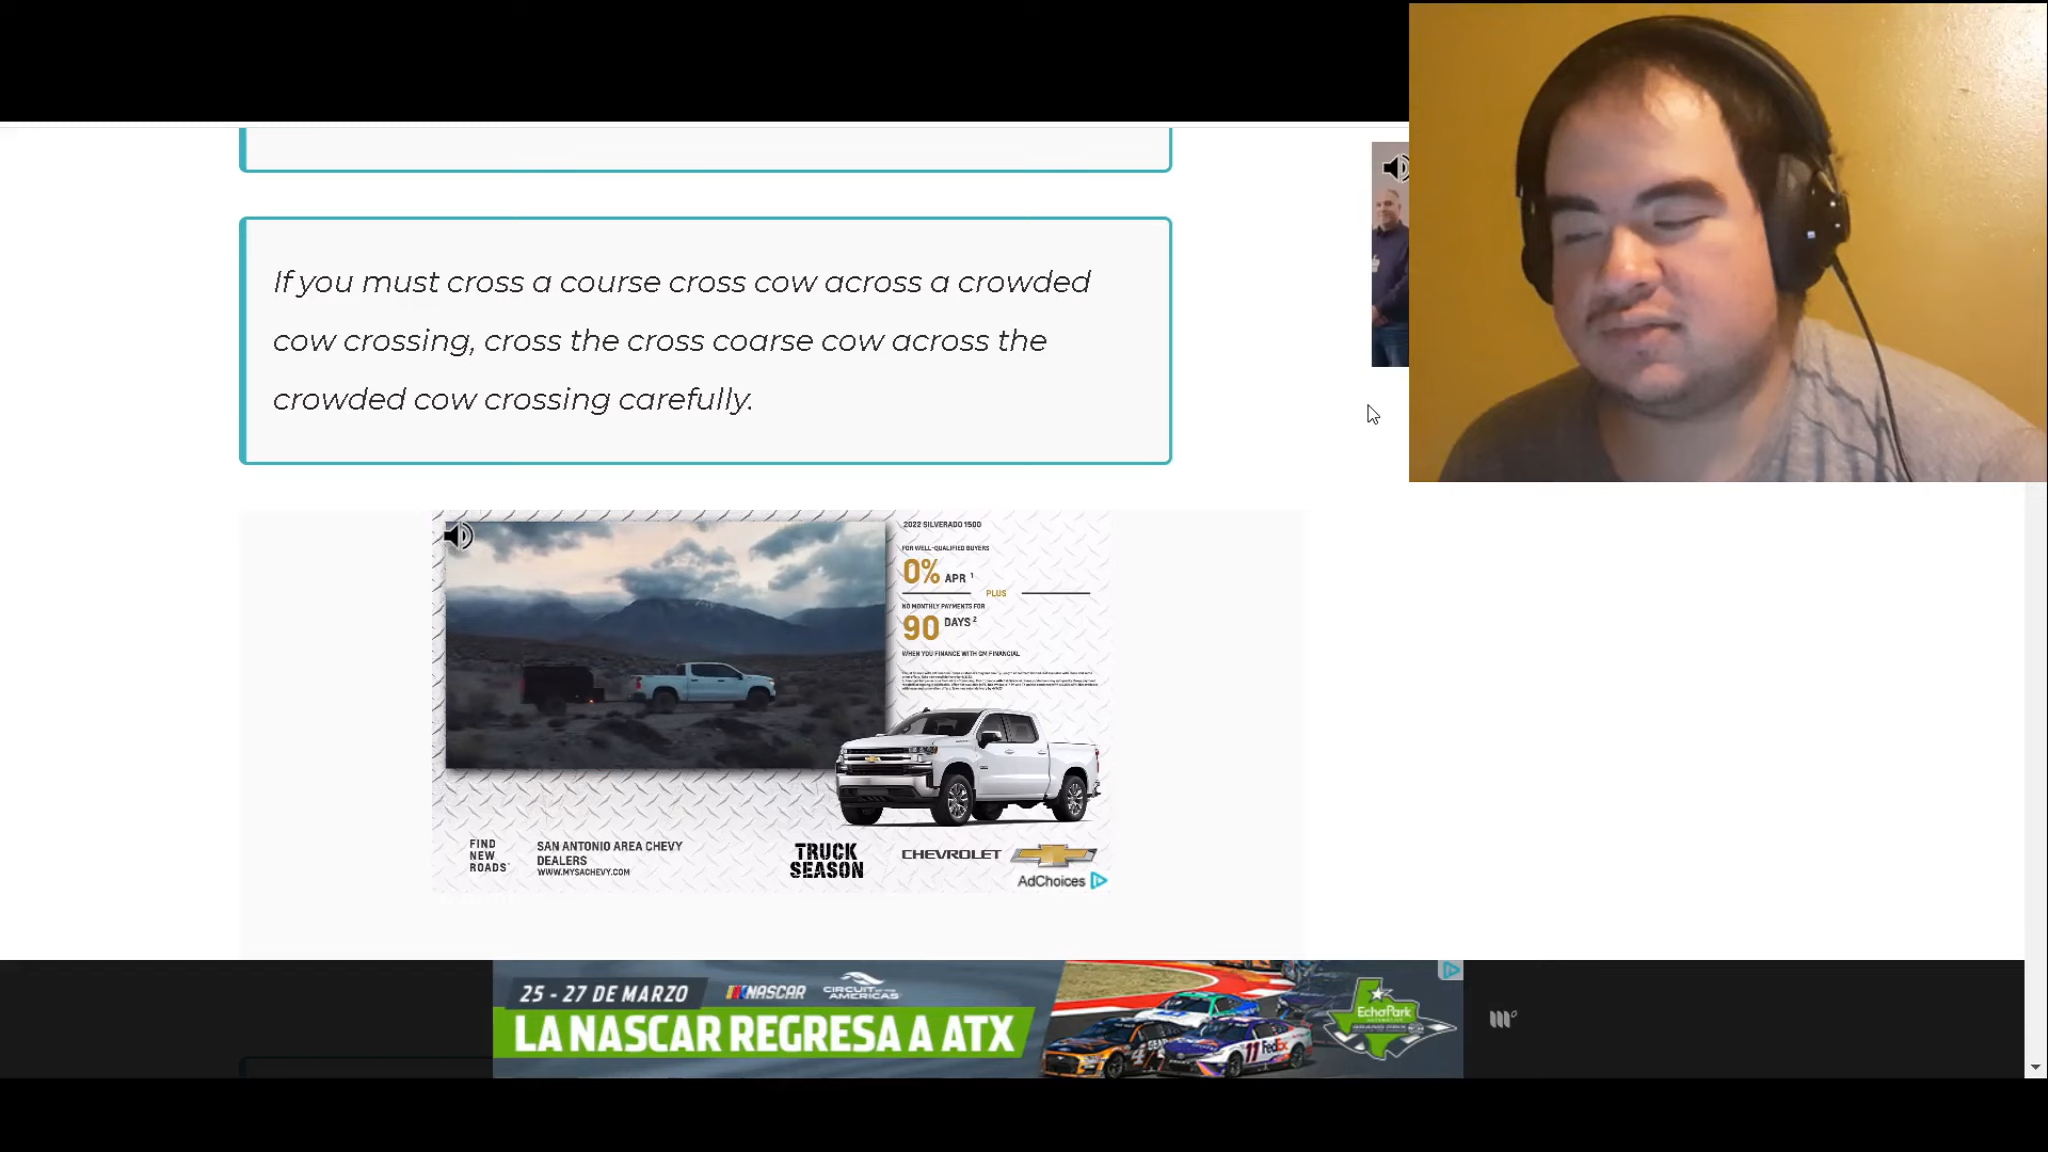 If you must cross a course cross cow across a crowded
cow crossing, cross the cross coarse cow across the
crowded cow crossing carefully.
2022 SILVERADO 1500
FOR WELL-QUALIFIED BUYERS
0% APR 1
PLUS
NO MONTHLY PAYMENTS FOR
90 DAYS 2
WHEN YOU FINANCE WITH GM FINANCIAL
FIND
NEW
ROADS
SAN ANTONIO AREA CHEVY
DEALERS
WWW.MYSACHEVY.COM
TRUCK
SEASON
CHEVROLET
AdChoices
25 - 27 DE MARZO
NASCAR
CIRCUIT OF THE
AMERICAS
LA NASCAR REGRESA A ATX
4
11 FedEx
EchoPark
GRAND PRIX